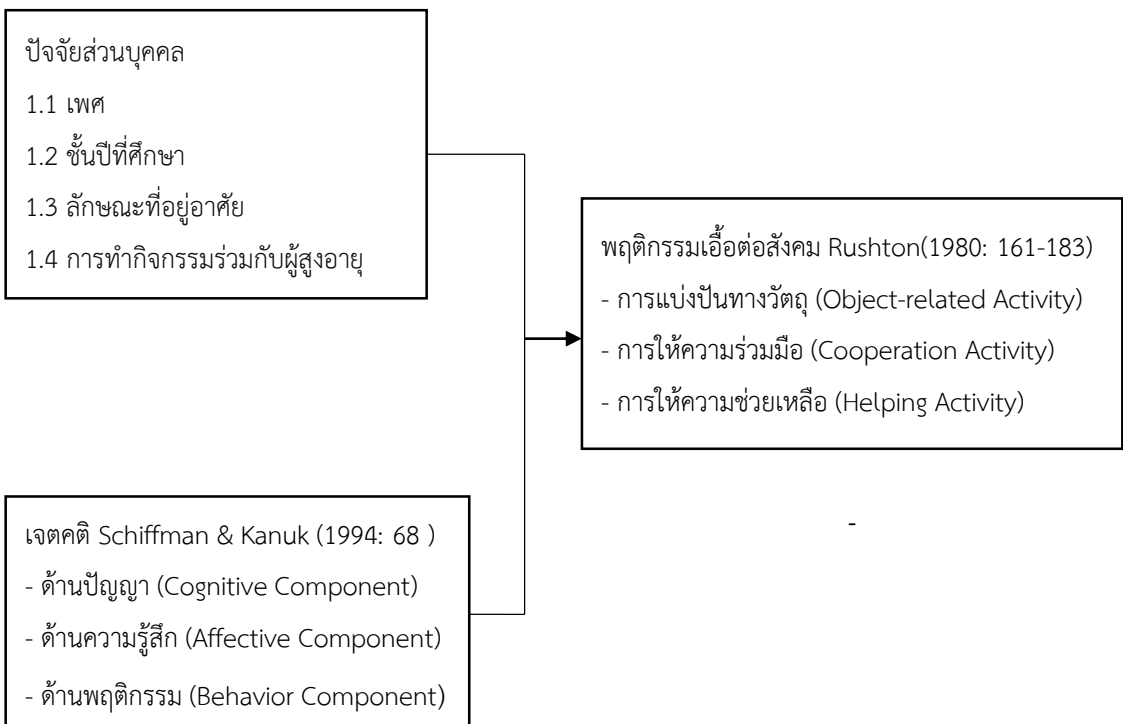 ปัจจัยส่วนบุคคล
1.1 เพศ
1.2 ชั้นปีที่ศึกษา
1.3 ลักษณะที่อยู่อาศัย
1.4 การทำกิจกรรมร่วมกับผู้สูงอายุ
พฤติกรรมเอื้อต่อสังคม Rushton(1980: 161-183)
- การแบ่งปันทางวัตถุ (Object-related Activity)
- การให้ความร่วมมือ (Cooperation Activity)
- การให้ความช่วยเหลือ (Helping Activity)
-
เจตคติ Schiffman & Kanuk (1994: 68 )
- ด้านปัญญา (Cognitive Component)
- ด้านความรู้สึก (Affective Component)
- ด้านพฤติกรรม (Behavior Component)